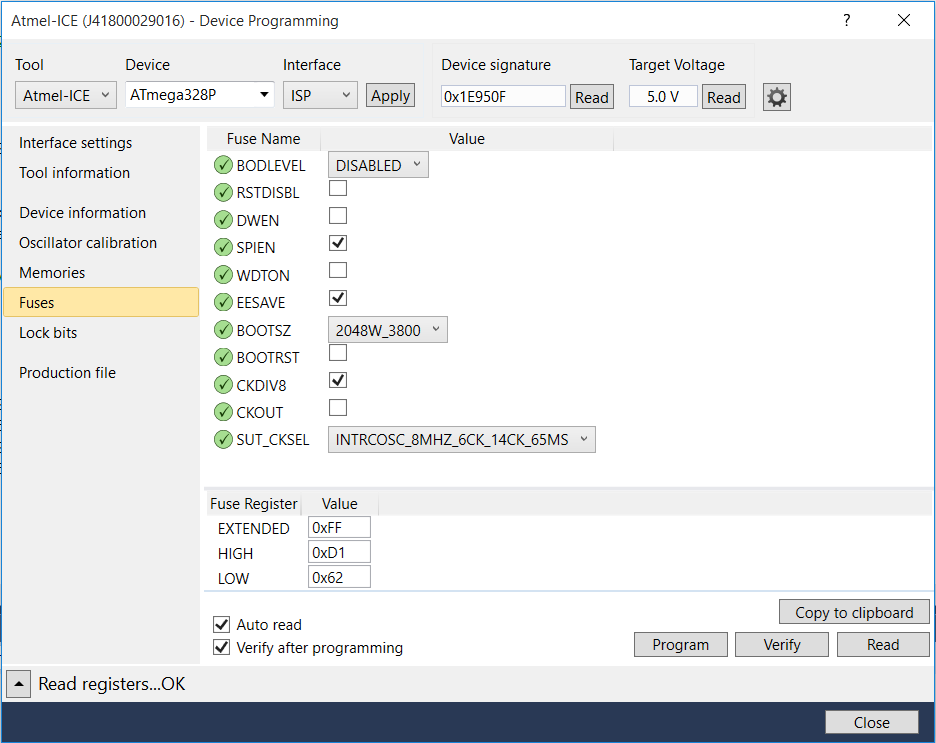 Atmel-ICE (J41800029016) - Device Programming
Tool Device Interface Device signature Target Voltage
Atmel-ICE ATmega328P ISP Apply 0x1E950F Read 5.0 V Read
Interface settings
Tool information
Device information
Oscillator calibration
Memories
Fuses
Lock bits
Production file
Fuse Name Value
BODLEVEL DISABLED
RSTDISBL
DWEN
SPIEN
WDTON
EESAVE
BOOTSZ 2048W_3800
BOOTRST
CKDIV8
CKOUT
SUT_CKSEL INTRCOSC_8MHZ_6CK_14CK_65MS
Fuse Register Value
EXTENDED 0xFF
HIGH 0xD1
LOW 0x62
Copy to clipboard
Auto read
Verify after programming
Program Verify Read
Read registers...OK
Close